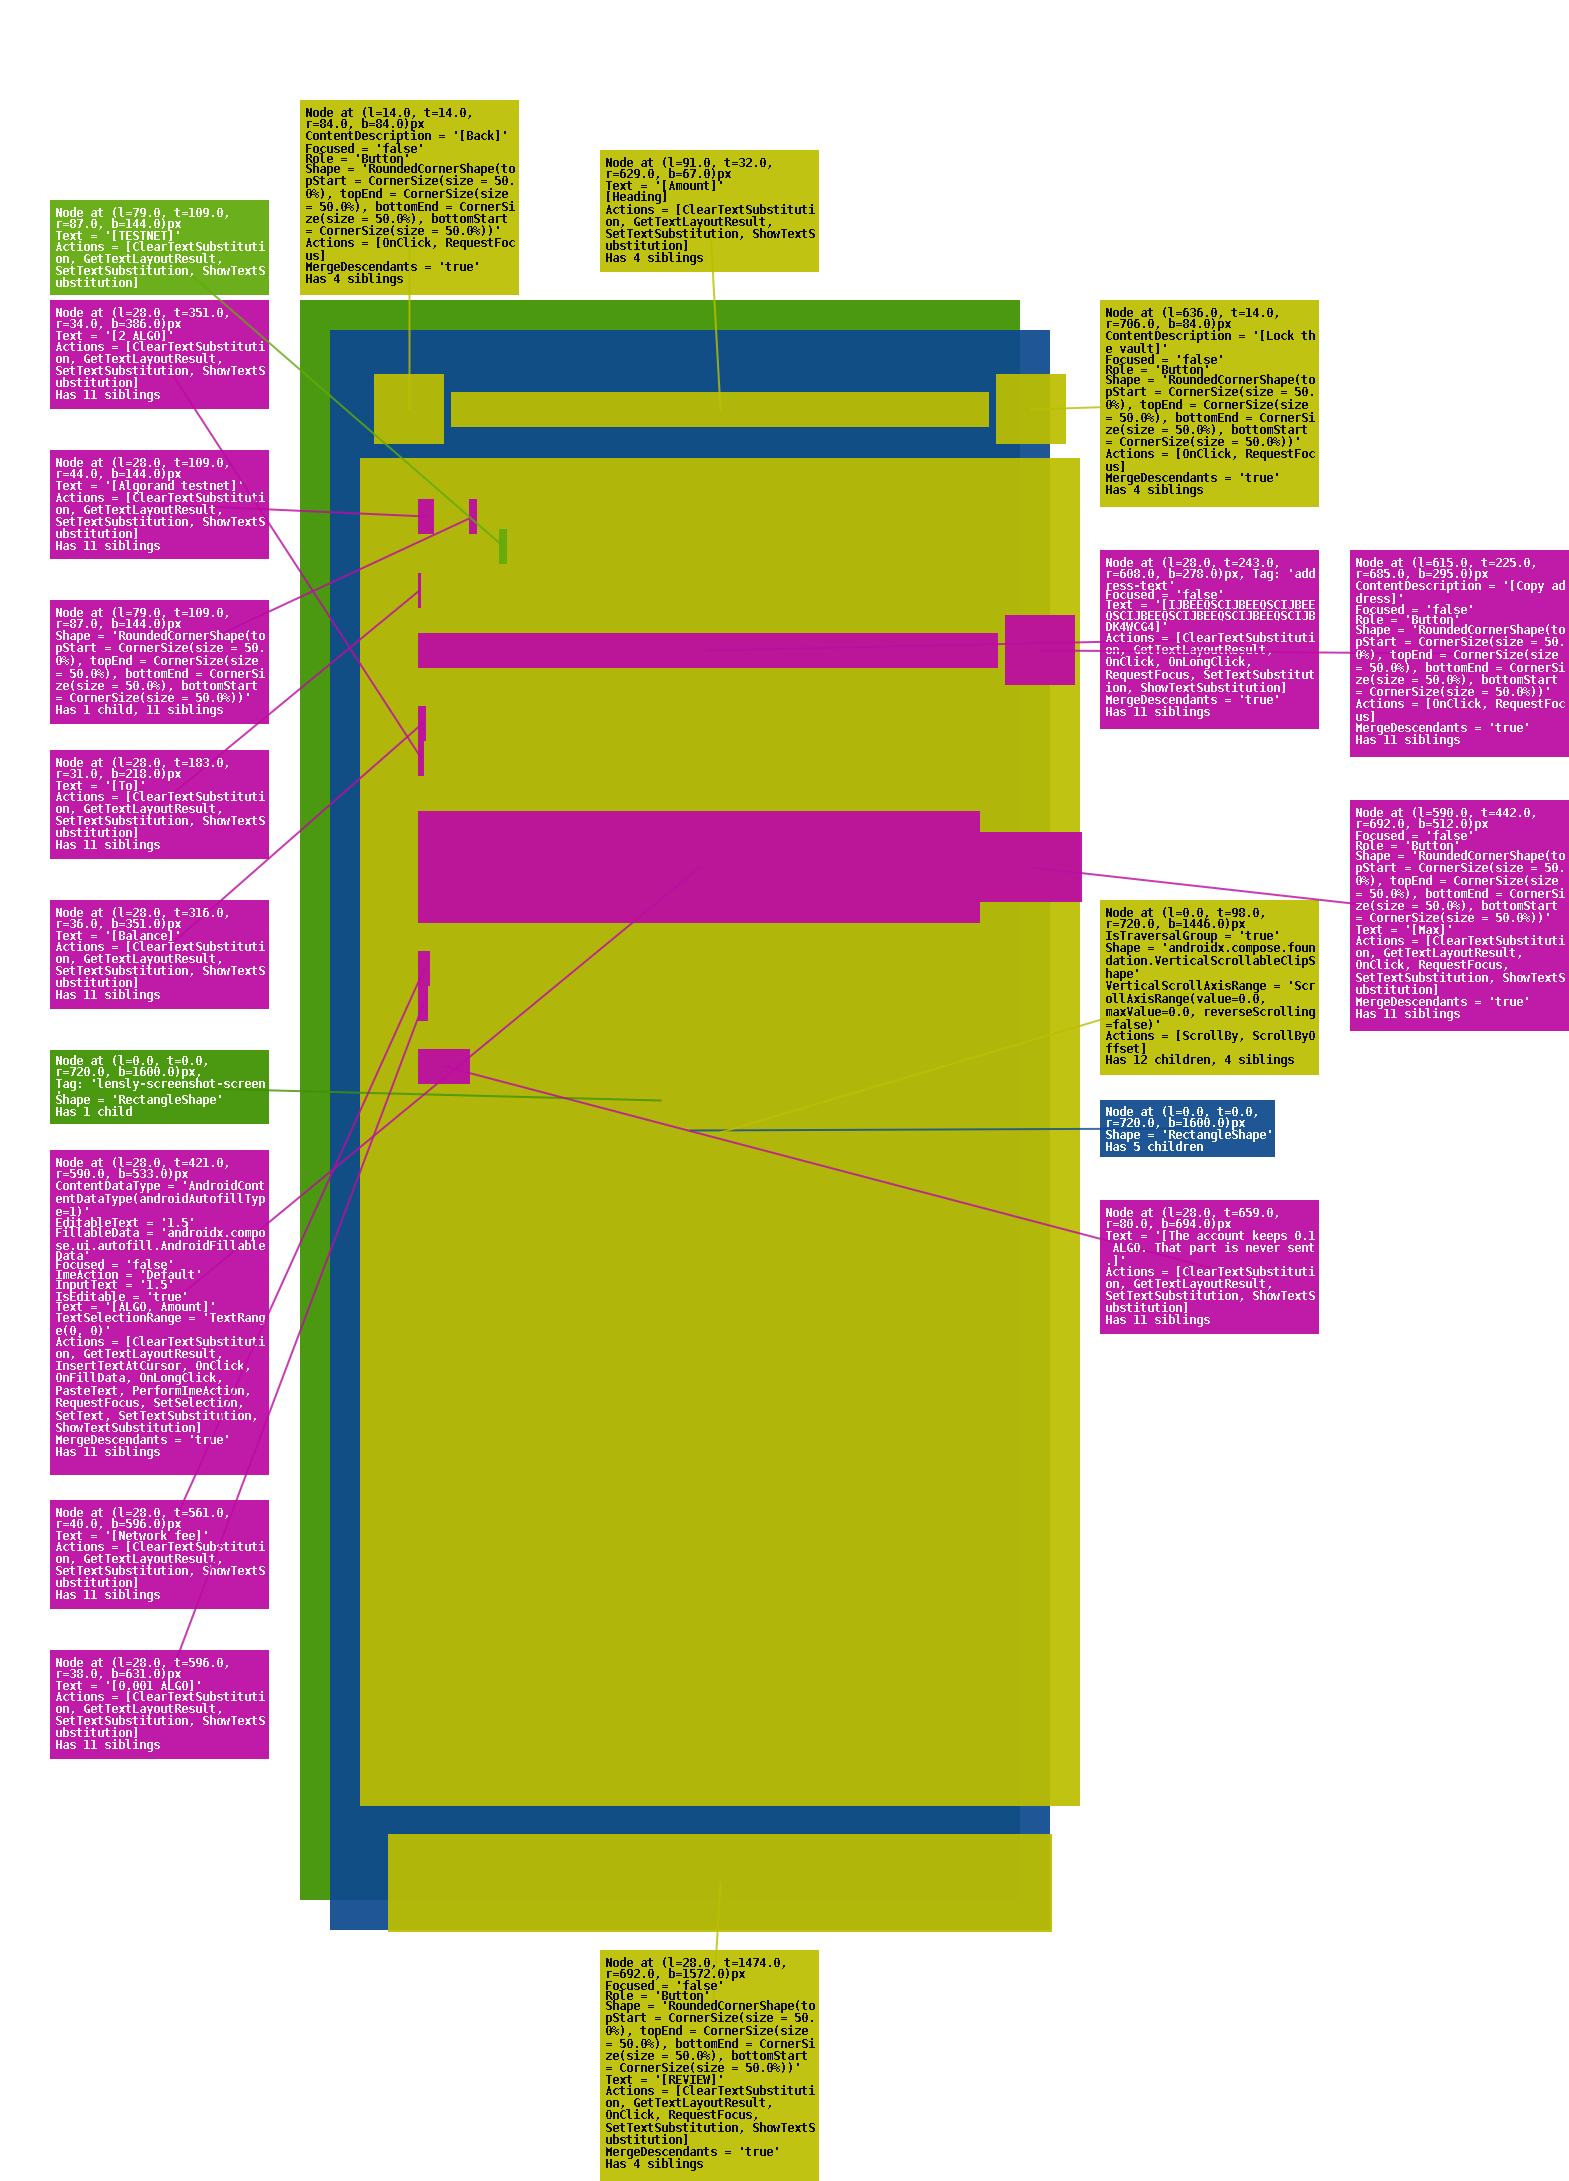 Node at (l=14.0, t=14.0,
r=84.0, b=84.0)px
ContentDescription = '[Back]'
Focused = 'false'
Role = 'Button'
Shape = 'RoundedCornerShape(to
pStart = CornerSize(size = 50.
0%), topEnd = CornerSize(size
= 50.0%), bottomEnd = CornerSi
ze(size = 50.0%), bottomStart
= CornerSize(size = 50.0%))'
Actions = [OnClick, RequestFoc
us]
MergeDescendants = 'true'
Has 4 siblings
Node at (l=91.0, t=32.0,
r=629.0, b=67.0)px
Text = '[Amount]'
[Heading]
Actions = [ClearTextSubstituti
on, GetTextLayoutResult,
SetTextSubstitution, ShowTextS
ubstitution]
Has 4 siblings
Node at (l=79.0, t=109.0,
r=87.0, b=144.0)px
Text = '[TESTNET]'
Actions = [ClearTextSubstituti
on, GetTextLayoutResult,
SetTextSubstitution, ShowTextS
ubstitution]
Node at (l=28.0, t=351.0,
r=34.0, b=386.0)px
Text = '[2 ALGO]'
Actions = [ClearTextSubstituti
on, GetTextLayoutResult,
SetTextSubstitution, ShowTextS
ubstitution]
Has 11 siblings
Node at (l=636.0, t=14.0,
r=706.0, b=84.0)px
ContentDescription = '[Lock th
e vault]'
Focused = 'false'
Role = 'Button'
Shape = 'RoundedCornerShape(to
pStart = CornerSize(size = 50.
0%), topEnd = CornerSize(size
= 50.0%), bottomEnd = CornerSi
ze(size = 50.0%), bottomStart
= CornerSize(size = 50.0%))'
Actions = [OnClick, RequestFoc
us]
MergeDescendants = 'true'
Has 4 siblings
Node at (l=28.0, t=109.0,
r=44.0, b=144.0)px
Text = '[Algorand testnet]'
Actions = [ClearTextSubstituti
on, GetTextLayoutResult,
SetTextSubstitution, ShowTextS
ubstitution]
Has 11 siblings
Node at (l=28.0, t=243.0,
r=608.0, b=278.0)px, Tag: 'add
ress-text'
Focused = 'false'
Text = '[IJBEEQSCIJBEEQSCIJBEE
QSCIJBEEQSCIJBEEQSCIJBEEQSCIJB
DK4WCG4]'
Actions = [ClearTextSubstituti
on, GetTextLayoutResult,
OnClick, OnLongClick,
RequestFocus, SetTextSubstitut
ion, ShowTextSubstitution]
MergeDescendants = 'true'
Has 11 siblings
Node at (l=615.0, t=225.0,
r=685.0, b=295.0)px
ContentDescription = '[Copy ad
dress]'
Focused = 'false'
Role = 'Button'
Shape = 'RoundedCornerShape(to
pStart = CornerSize(size = 50.
0%), topEnd = CornerSize(size
= 50.0%), bottomEnd = CornerSi
ze(size = 50.0%), bottomStart
= CornerSize(size = 50.0%))'
Actions = [OnClick, RequestFoc
us]
MergeDescendants = 'true'
Has 11 siblings
Node at (l=79.0, t=109.0,
r=87.0, b=144.0)px
Shape = 'RoundedCornerShape(to
pStart = CornerSize(size = 50.
0%), topEnd = CornerSize(size
= 50.0%), bottomEnd = CornerSi
ze(size = 50.0%), bottomStart
= CornerSize(size = 50.0%))'
Has 1 child, 11 siblings
Node at (l=28.0, t=183.0,
r=31.0, b=218.0)px
Text = '[To]'
Actions = [ClearTextSubstituti
on, GetTextLayoutResult,
SetTextSubstitution, ShowTextS
ubstitution]
Has 11 siblings
Node at (l=590.0, t=442.0,
r=692.0, b=512.0)px
Focused = 'false'
Role = 'Button'
Shape = 'RoundedCornerShape(to
pStart = CornerSize(size = 50.
0%), topEnd = CornerSize(size
= 50.0%), bottomEnd = CornerSi
ze(size = 50.0%), bottomStart
= CornerSize(size = 50.0%))'
Text = '[Max]'
Actions = [ClearTextSubstituti
on, GetTextLayoutResult,
OnClick, RequestFocus,
SetTextSubstitution, ShowTextS
ubstitution]
MergeDescendants = 'true'
Has 11 siblings
Node at (l=28.0, t=316.0,
r=36.0, b=351.0)px
Text = '[Balance]'
Actions = [ClearTextSubstituti
on, GetTextLayoutResult,
SetTextSubstitution, ShowTextS
ubstitution]
Has 11 siblings
Node at (l=0.0, t=98.0,
r=720.0, b=1446.0)px
IsTraversalGroup = 'true'
Shape = 'androidx.compose.foun
dation.VerticalScrollableClipS
hape'
VerticalScrollAxisRange = 'Scr
ollAxisRange(value=0.0,
maxValue=0.0, reverseScrolling
=false)'
Actions = [ScrollBy, ScrollByO
ffset]
Has 12 children, 4 siblings
Node at (l=0.0, t=0.0,
r=720.0, b=1600.0)px,
Tag: 'lensly-screenshot-screen
'
Shape = 'RectangleShape'
Has 1 child
Node at (l=0.0, t=0.0,
r=720.0, b=1600.0)px
Shape = 'RectangleShape'
Has 5 children
Node at (l=28.0, t=421.0,
r=590.0, b=533.0)px
ContentDataType = 'AndroidCont
entDataType(androidAutofillTyp
e=1)'
EditableText = '1.5'
FillableData = 'androidx.compo
se.ui.autofill.AndroidFillable
Data'
Focused = 'false'
ImeAction = 'Default'
InputText = '1.5'
IsEditable = 'true'
Text = '[ALGO, Amount]'
TextSelectionRange = 'TextRang
e(0, 0)'
Actions = [ClearTextSubstituti
on, GetTextLayoutResult,
InsertTextAtCursor, OnClick,
OnFillData, OnLongClick,
PasteText, PerformImeAction,
RequestFocus, SetSelection,
SetText, SetTextSubstitution,
ShowTextSubstitution]
MergeDescendants = 'true'
Has 11 siblings
Node at (l=28.0, t=659.0,
r=80.0, b=694.0)px
Text = '[The account keeps 0.1
 ALGO. That part is never sent
.]'
Actions = [ClearTextSubstituti
on, GetTextLayoutResult,
SetTextSubstitution, ShowTextS
ubstitution]
Has 11 siblings
Node at (l=28.0, t=561.0,
r=40.0, b=596.0)px
Text = '[Network fee]'
Actions = [ClearTextSubstituti
on, GetTextLayoutResult,
SetTextSubstitution, ShowTextS
ubstitution]
Has 11 siblings
Node at (l=28.0, t=596.0,
r=38.0, b=631.0)px
Text = '[0.001 ALGO]'
Actions = [ClearTextSubstituti
on, GetTextLayoutResult,
SetTextSubstitution, ShowTextS
ubstitution]
Has 11 siblings
Node at (l=28.0, t=1474.0,
r=692.0, b=1572.0)px
Focused = 'false'
Role = 'Button'
Shape = 'RoundedCornerShape(to
pStart = CornerSize(size = 50.
0%), topEnd = CornerSize(size
= 50.0%), bottomEnd = CornerSi
ze(size = 50.0%), bottomStart
= CornerSize(size = 50.0%))'
Text = '[REVIEW]'
Actions = [ClearTextSubstituti
on, GetTextLayoutResult,
OnClick, RequestFocus,
SetTextSubstitution, ShowTextS
ubstitution]
MergeDescendants = 'true'
Has 4 siblings